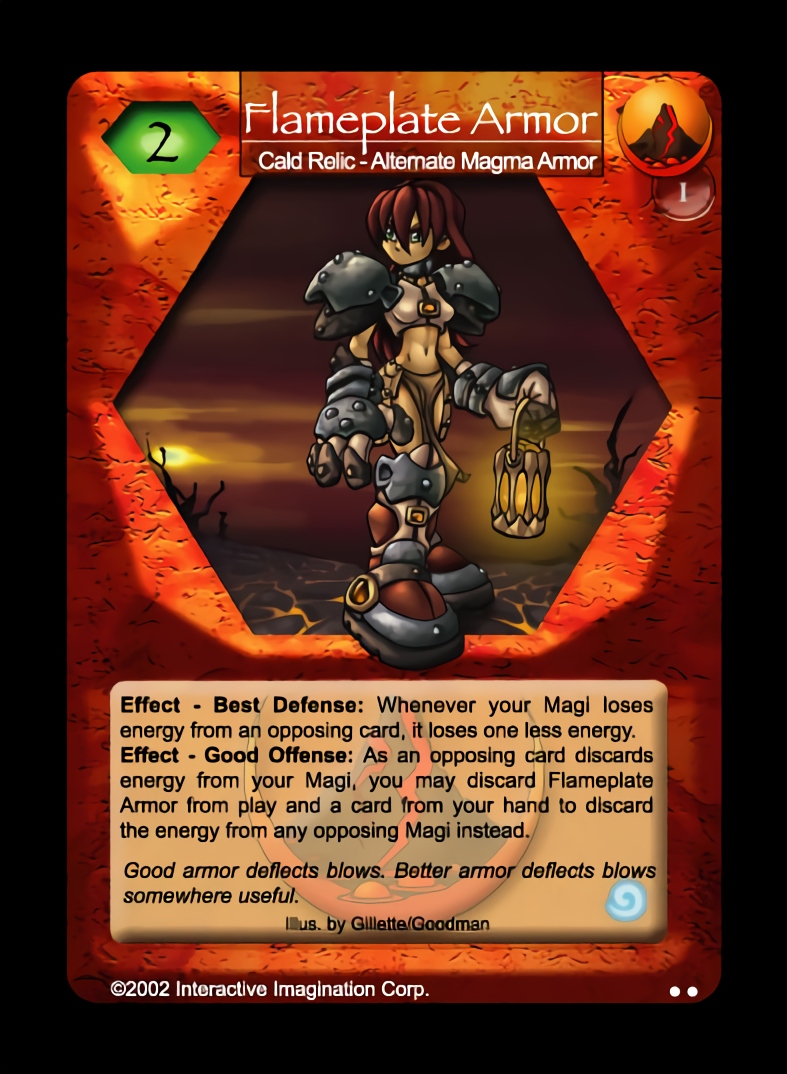 2
Flameplate Armor
Cald Relic - Alternate Magma Armor
I
Effect - Best Defense: Whenever your Magi loses
energy from an opposing card, it loses one less energy.
Effect - Good Offense: As an opposing card discards
energy from your Magi, you may discard Flameplate
Armor from play and a card from your hand to discard
the energy from any opposing Magi instead.
Good armor deflects blows. Better armor deflects blows
somewhere useful.
Illus. by Gillette/Goodman
©2002 Interactive Imagination Corp.